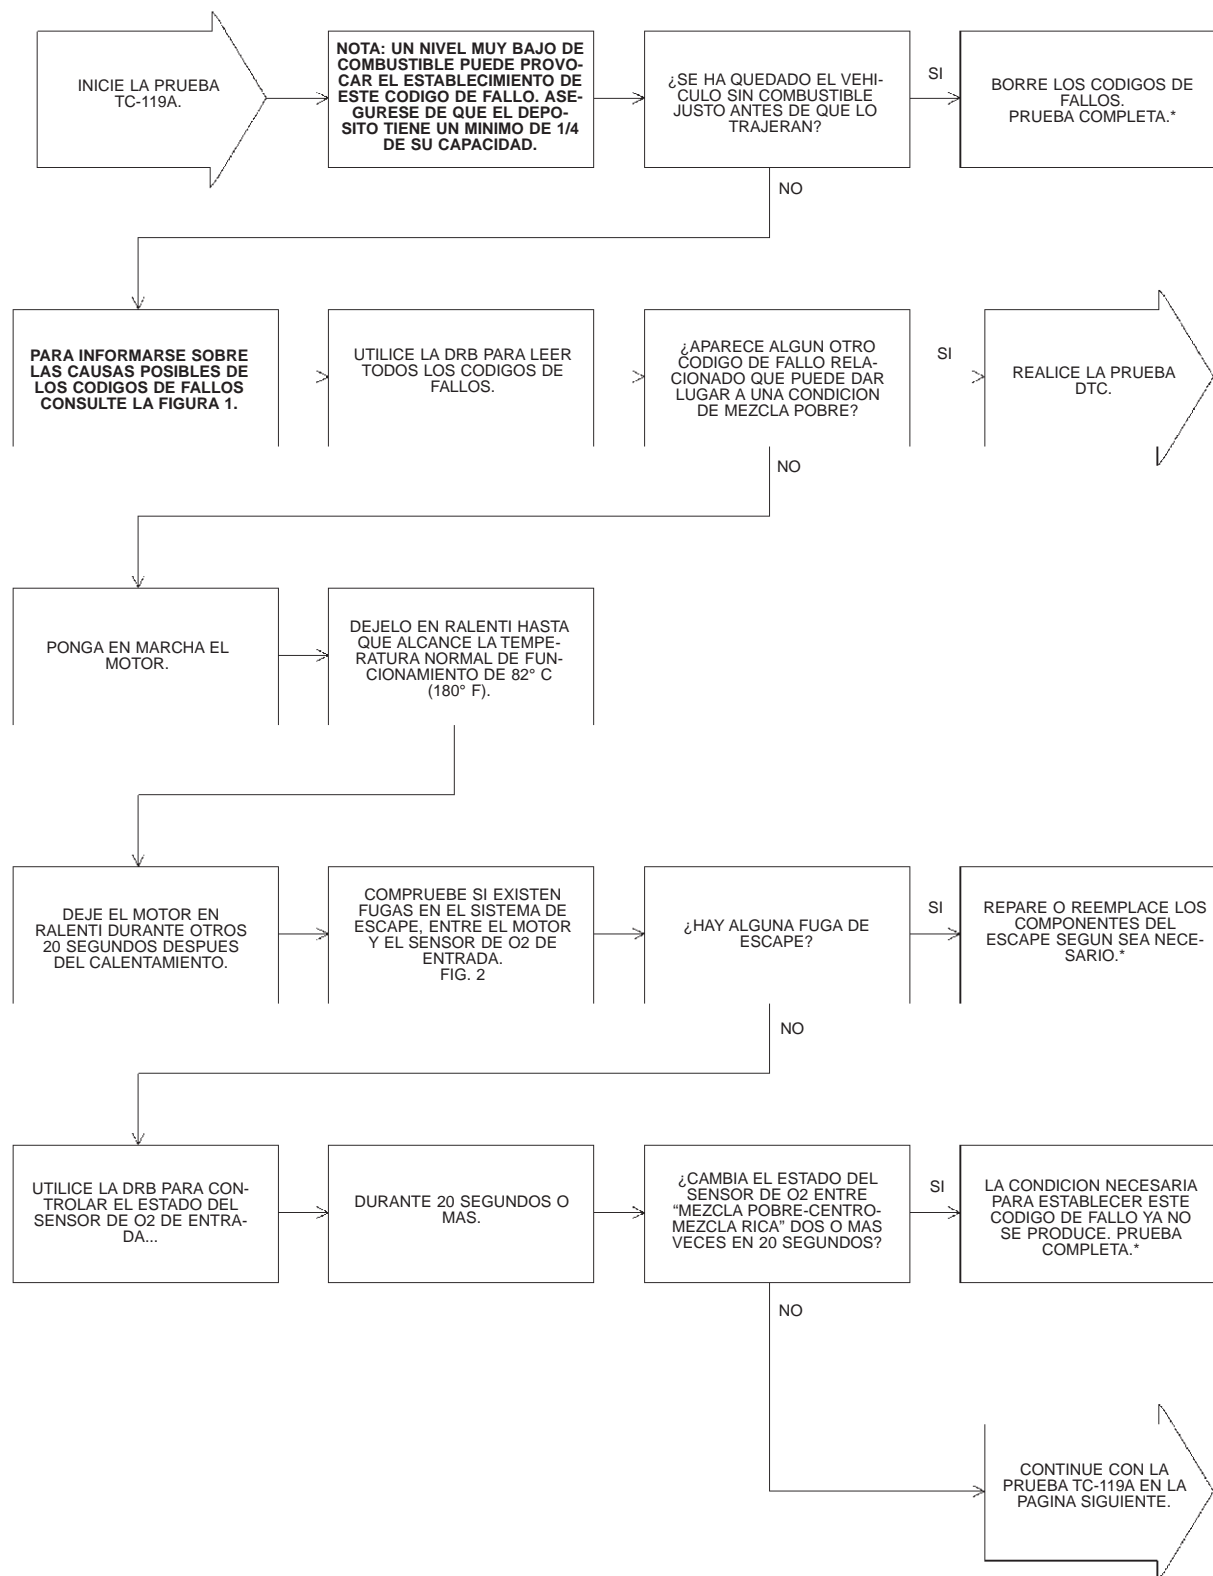 INICIE LA PRUEBA
TC-119A.
NOTA: UN NIVEL MUY BAJO DE
COMBUSTIBLE PUEDE PROVO-
CAR EL ESTABLECIMIENTO DE
ESTE CODIGO DE FALLO. ASE-
GURESE DE QUE EL DEPO-
SITO TIENE UN MINIMO DE 1/4
DE SU CAPACIDAD.
¿SE HA QUEDADO EL VEHI-
CULO SIN COMBUSTIBLE
JUSTO ANTES DE QUE LO
TRAJERAN?
SI
BORRE LOS CODIGOS DE
FALLOS.
PRUEBA COMPLETA.*
NO
PARA INFORMARSE SOBRE
LAS CAUSAS POSIBLES DE
LOS CODIGOS DE FALLOS
CONSULTE LA FIGURA 1.
UTILICE LA DRB PARA LEER
TODOS LOS CODIGOS DE
FALLOS.
¿APARECE ALGUN OTRO
CODIGO DE FALLO RELA-
CIONADO QUE PUEDE DAR
LUGAR A UNA CONDICION
DE MEZCLA POBRE?
SI
REALICE LA PRUEBA
DTC.
NO
PONGA EN MARCHA EL
MOTOR.
DEJELO EN RALENTI HASTA
QUE ALCANCE LA TEMPE-
RATURA NORMAL DE FUN-
CIONAMIENTO DE 82° C
(180° F).
DEJE EL MOTOR EN
RALENTI DURANTE OTROS
20 SEGUNDOS DESPUES
DEL CALENTAMIENTO.
COMPRUEBE SI EXISTEN
FUGAS EN EL SISTEMA DE
ESCAPE, ENTRE EL MOTOR
Y EL SENSOR DE O2 DE
ENTRADA.
FIG. 2
¿HAY ALGUNA FUGA DE
ESCAPE?
SI
REPARE O REEMPLACE LOS
COMPONENTES DEL
ESCAPE SEGUN SEA NECE-
SARIO.*
NO
UTILICE LA DRB PARA CON-
TROLAR EL ESTADO DEL
SENSOR DE O2 DE ENTRA-
DA...
DURANTE 20 SEGUNDOS O
MAS.
¿CAMBIA EL ESTADO DEL
SENSOR DE O2 ENTRE
“MEZCLA POBRE-CENTRO-
MEZCLA RICA” DOS O MAS
VECES EN 20 SEGUNDOS?
SI
LA CONDICION NECESARIA
PARA ESTABLECER ESTE
CODIGO DE FALLO YA NO
SE PRODUCE. PRUEBA
COMPLETA.*
NO
CONTINUE CON LA
PRUEBA TC-119A EN LA
PAGINA SIGUIENTE.